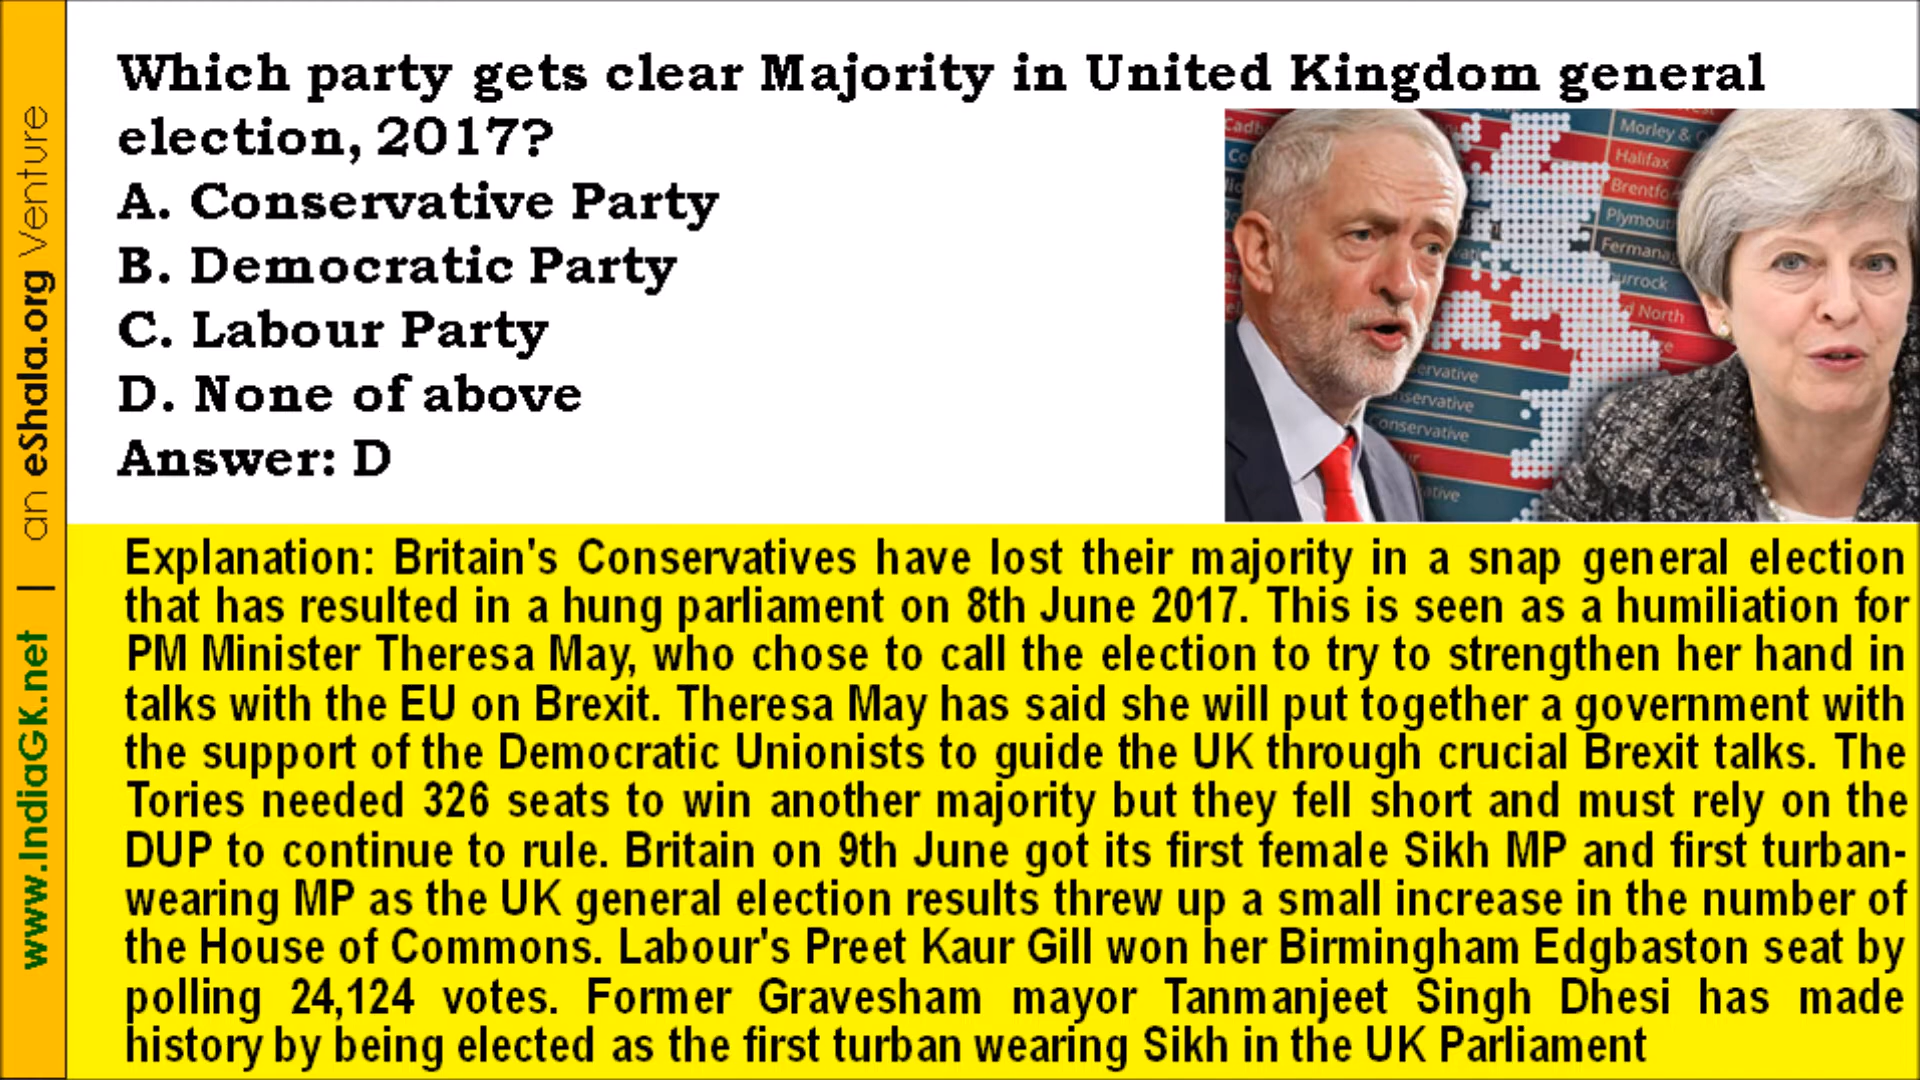 Which party gets clear Majority in United Kingdom general
election, 2017?
A. Conservative Party
B. Democratic Party
C. Labour Party
D. None of above
Answer: D
Morley &
Halifax
Plymouth
North
Conservative
Explanation: Britain's Conservatives have lost their majority in a snap general election
that has resulted in a hung parliament on 8th June 2017. This is seen as a humiliation for
PM Minister Theresa May, who chose to call the election to try to strengthen her hand in
talks with the EU on Brexit. Theresa May has said she will put together a government with
the support of the Democratic Unionists to guide the UK through crucial Brexit talks. The
Tories needed 326 seats to win another majority but they fell short and must rely on the
DUP to continue to rule. Britain on 9th June got its first female Sikh MP and first turban-
wearing MP as the UK general election results threw up a small increase in the number of
the House of Commons. Labour's Preet Kaur Gill won her Birmingham Edgbaston seat by
polling 24,124 votes. Former Gravesham mayor Tanmanjeet Singh Dhesi has made
history by being elected as the first turban wearing Sikh in the UK Parliament
www.IndiaGK.net | an eShala.org Venture